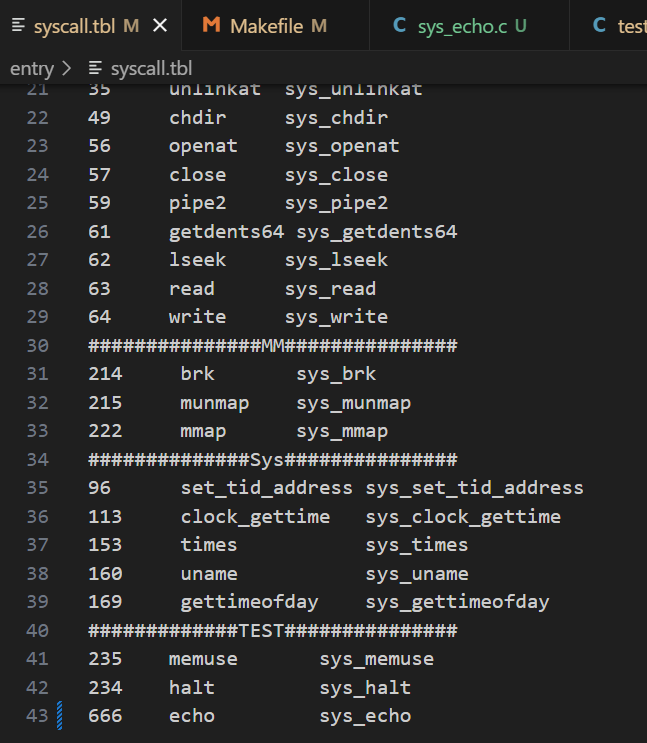 syscall.tbl M Makefile M sys_echo.c U test
entry > syscall.tbl
21 35 unlinkat sys_unlinkat
22 49 chdir sys_chdir
23 56 openat sys_openat
24 57 close sys_close
25 59 pipe2 sys_pipe2
26 61 getdents64 sys_getdents64
27 62 lseek sys_lseek
28 63 read sys_read
29 64 write sys_write
30 ###############MM###############
31 214 brk sys_brk
32 215 munmap sys_munmap
33 222 mmap sys_mmap
34 ##############Sys###############
35 96 set_tid_address sys_set_tid_address
36 113 clock_gettime sys_clock_gettime
37 153 times sys_times
38 160 uname sys_uname
39 169 gettimeofday sys_gettimeofday
40 #############TEST###############
41 235 memuse sys_memuse
42 234 halt sys_halt
43 666 echo sys_echo